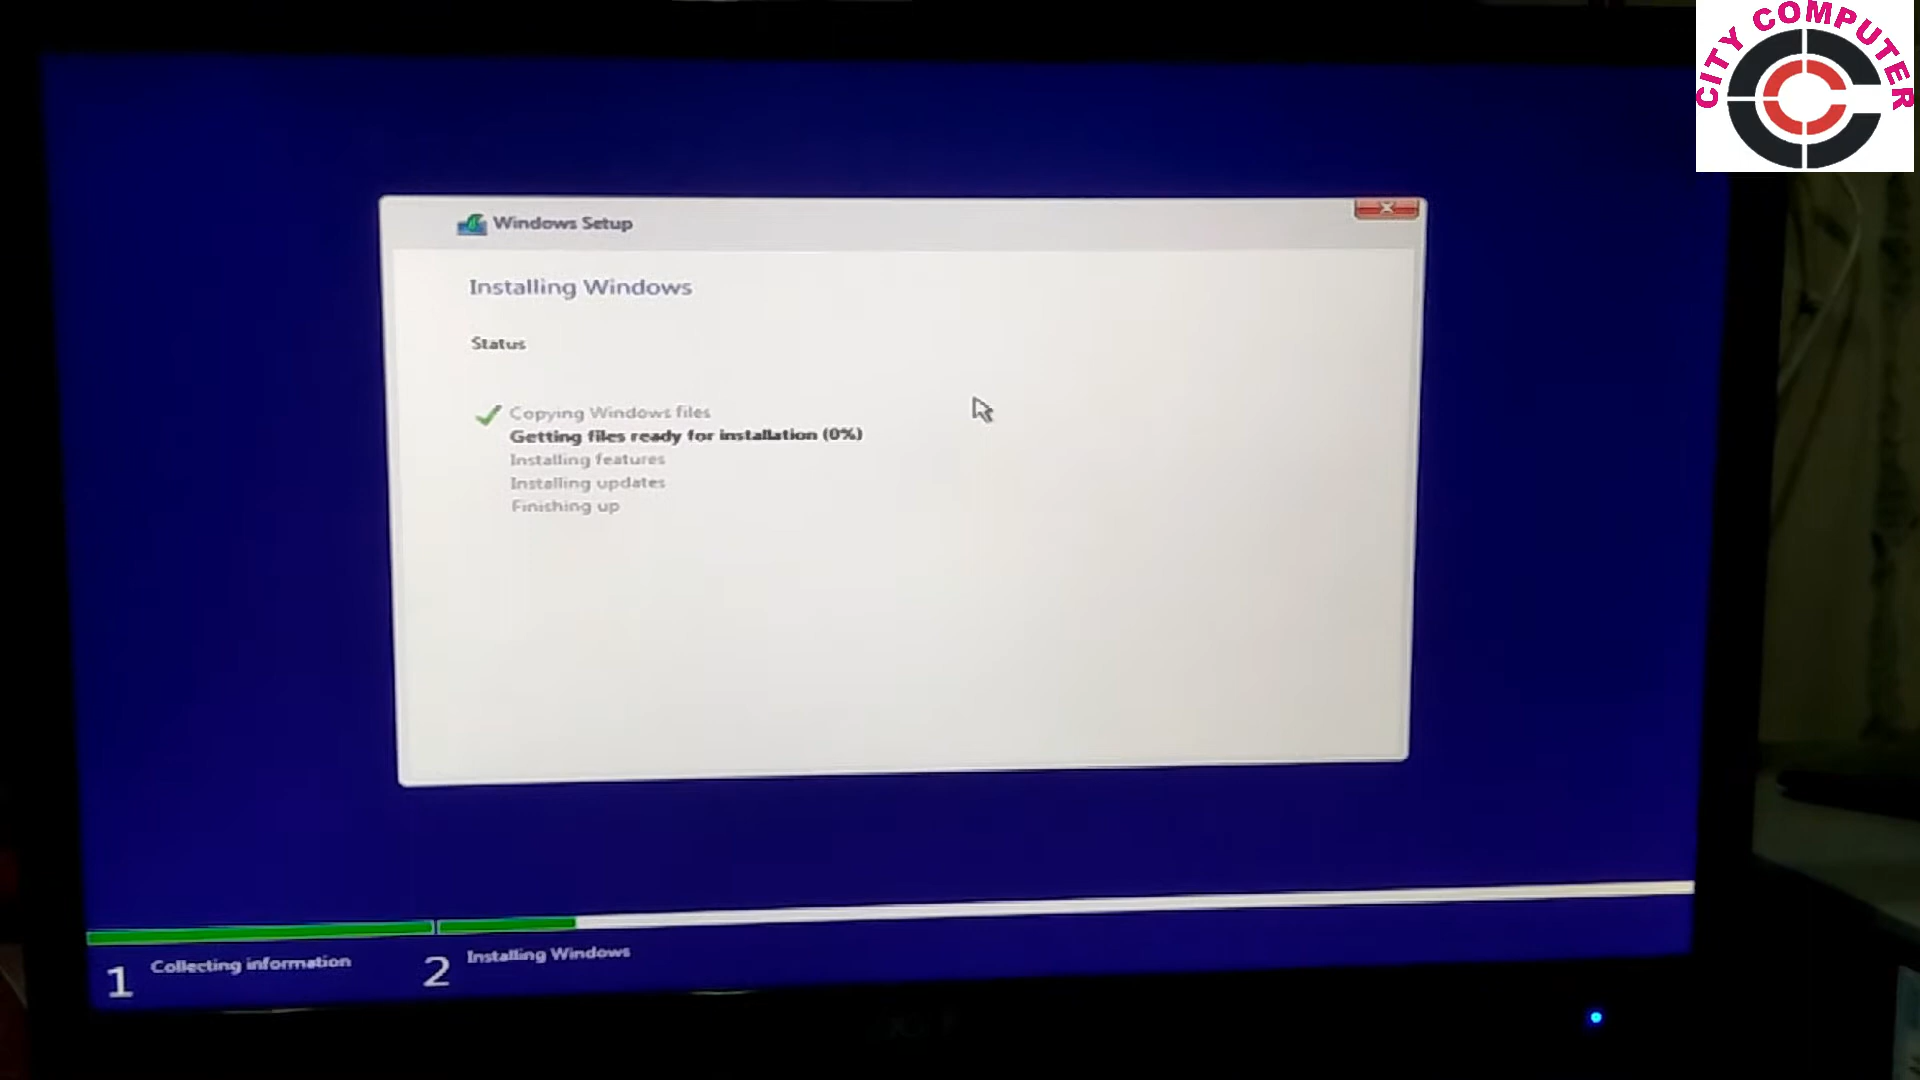 CITY COMPUTER
Windows Setup
Installing Windows
Status
Copying Windows files
Getting files ready for installation (0%)
Installing features
Installing updates
Finishing up
1 Collecting information
2 Installing Windows